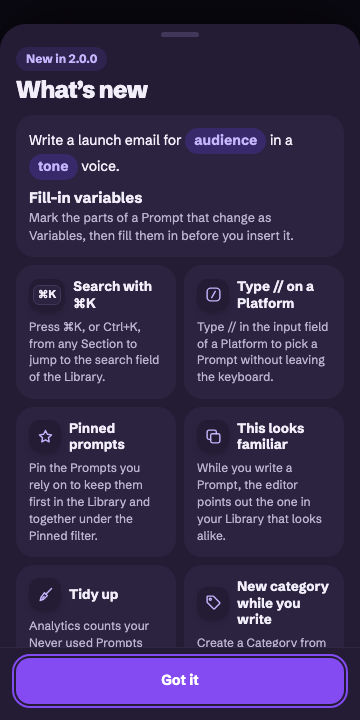 New in 2.0.0
What's new
Write a launch email for audience in a
tone voice.
Fill-in variables
Mark the parts of a Prompt that change as
Variables, then fill them in before you insert it.
⌘K
Search with
⌘K
Press ⌘K, or Ctrl+K,
from any Section to
jump to the search field
of the Library.
Type // on a
Platform
Type // in the input field
of a Platform to pick a
Prompt without leaving
the keyboard.
Pinned
prompts
Pin the Prompts you
rely on to keep them
first in the Library and
together under the
Pinned filter.
This looks
familiar
While you write a
Prompt, the editor
points out the one in
your Library that looks
alike.
Tidy up
Analytics counts your
Never used Prompts
New category
while you
write
Create a Category from
Got it